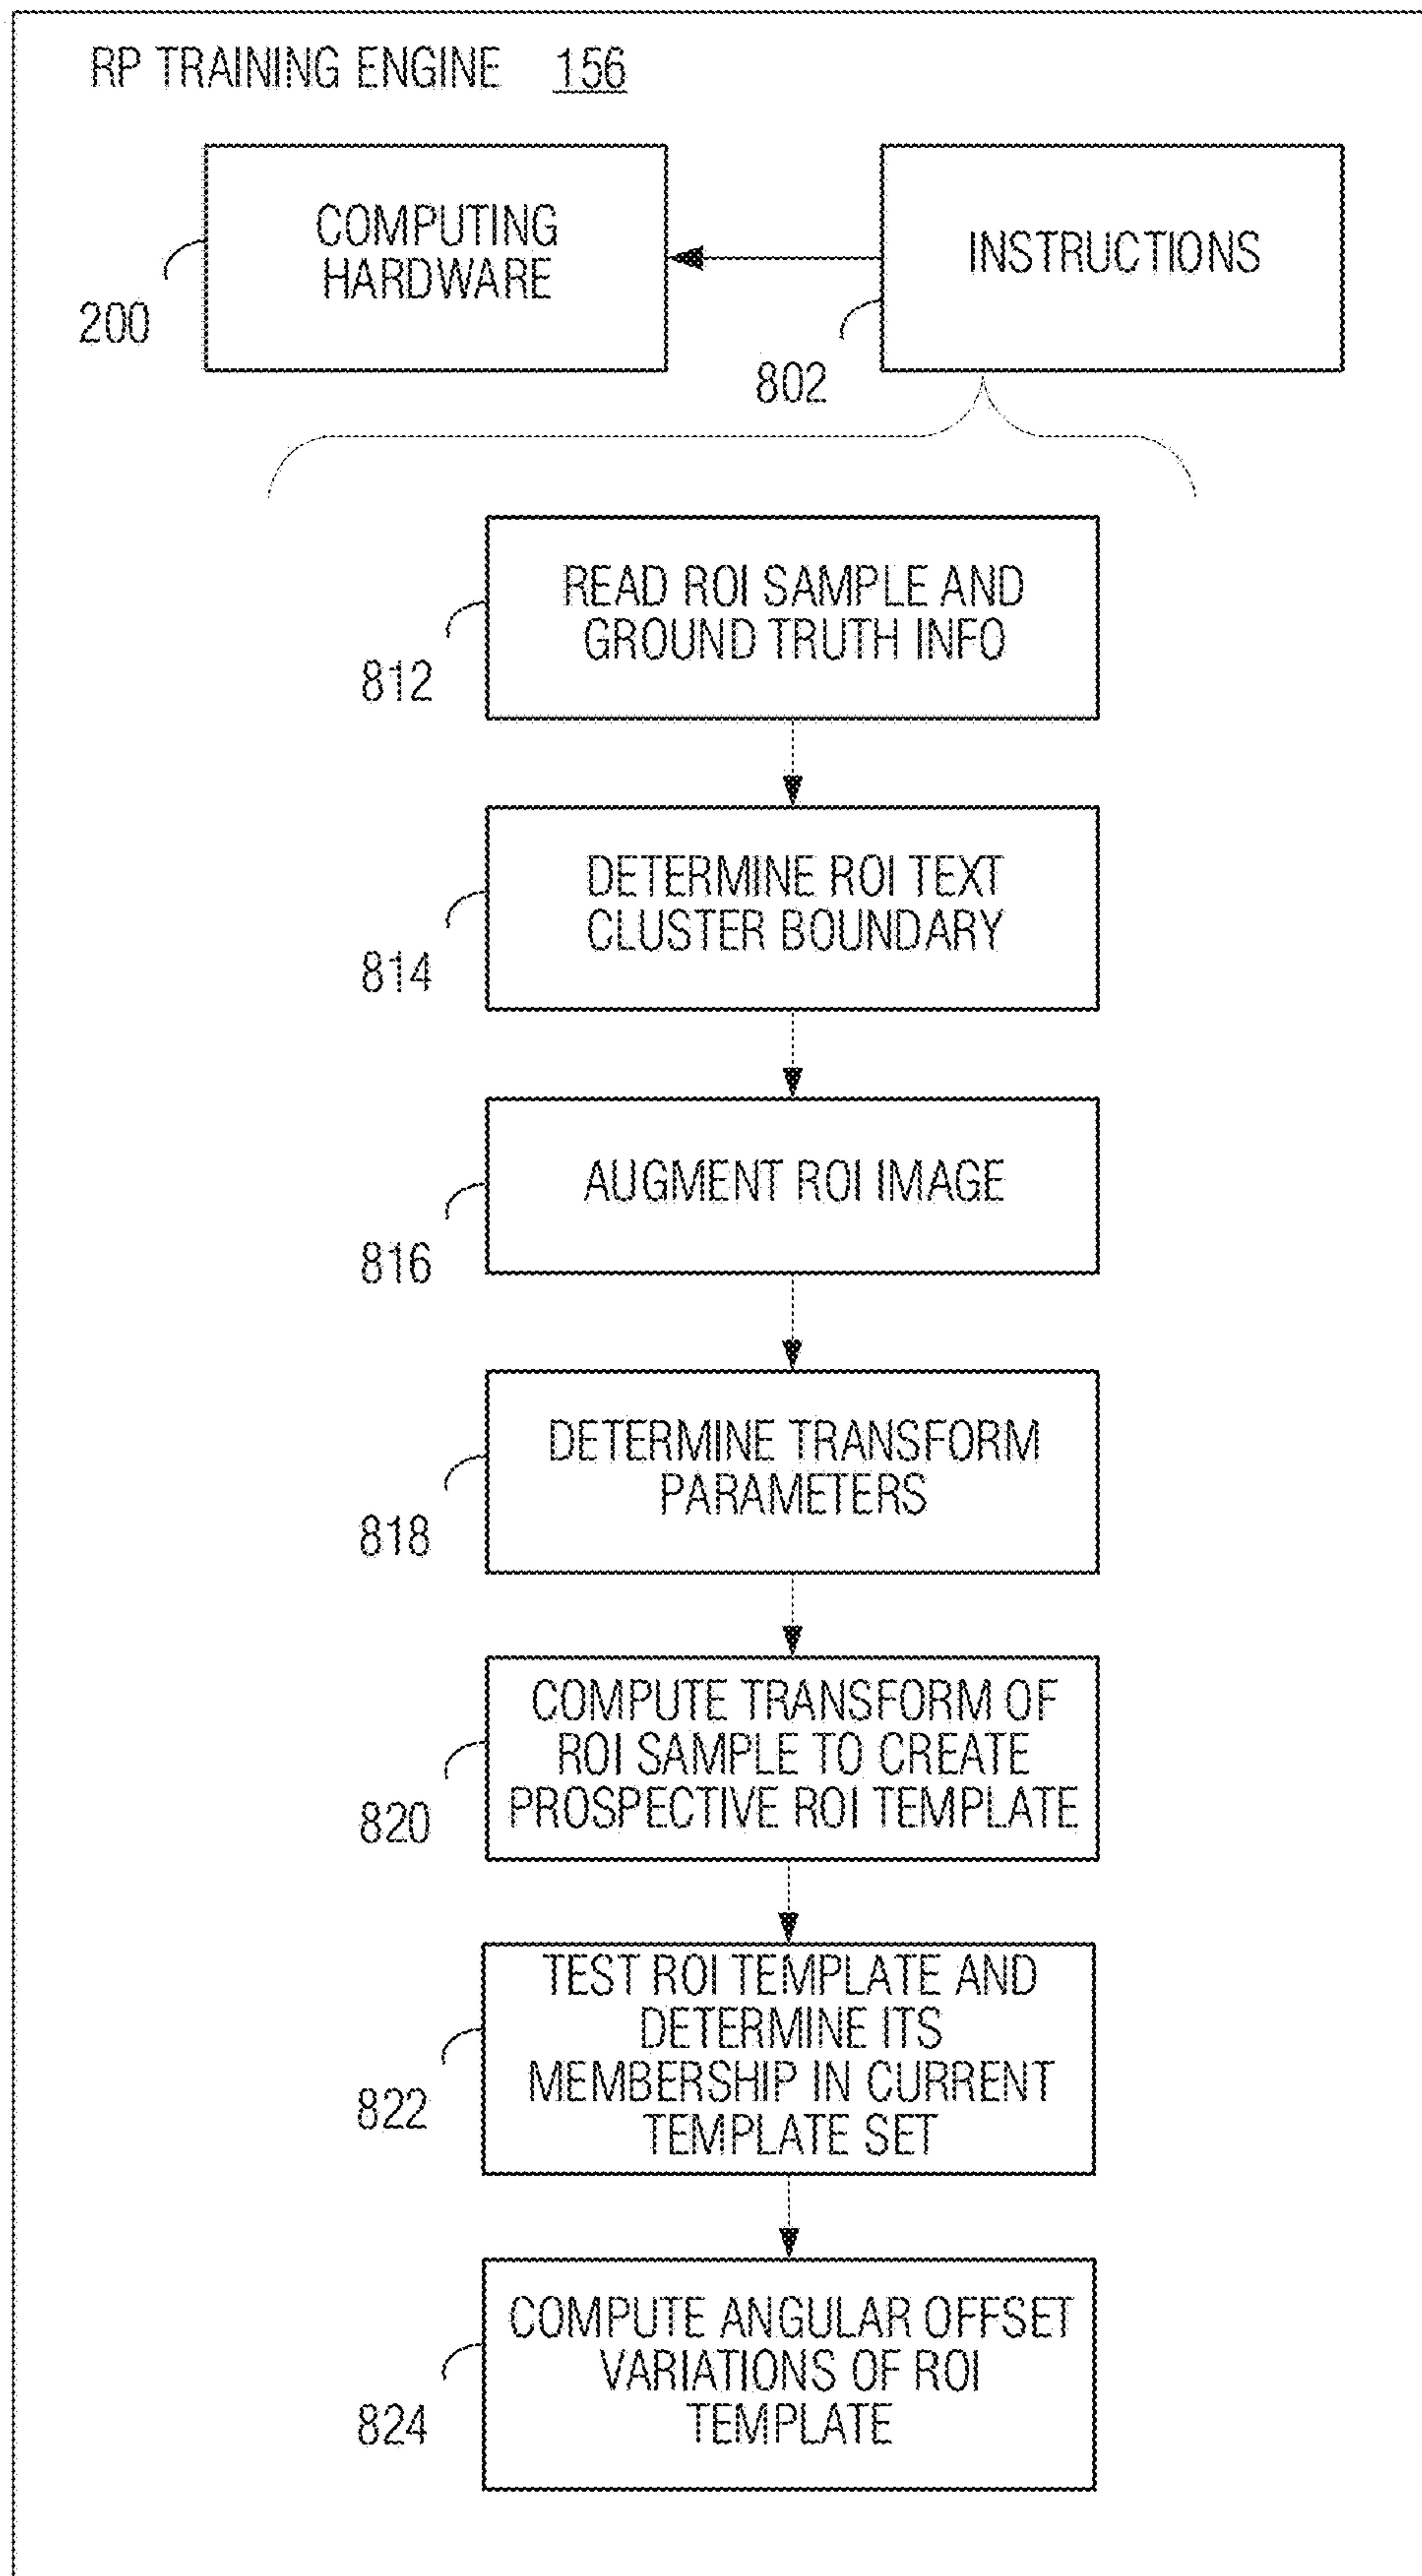 RP TRAINING ENGINE 156
COMPUTING
HARDWARE
200
INSTRUCTIONS
802
READ ROI SAMPLE AND
GROUND TRUTH INFO
812
DETERMINE ROI TEXT
CLUSTER BOUNDARY
814
AUGMENT ROI IMAGE
816
DETERMINE TRANSFORM
PARAMETERS
818
COMPUTE TRANSFORM OF
ROI SAMPLE TO CREATE
PROSPECTIVE ROI TEMPLATE
820
TEST ROI TEMPLATE AND
DETERMINE ITS
MEMBERSHIP IN CURRENT
TEMPLATE SET
822
COMPUTE ANGULAR OFFSET
VARIATIONS OF ROI
TEMPLATE
824